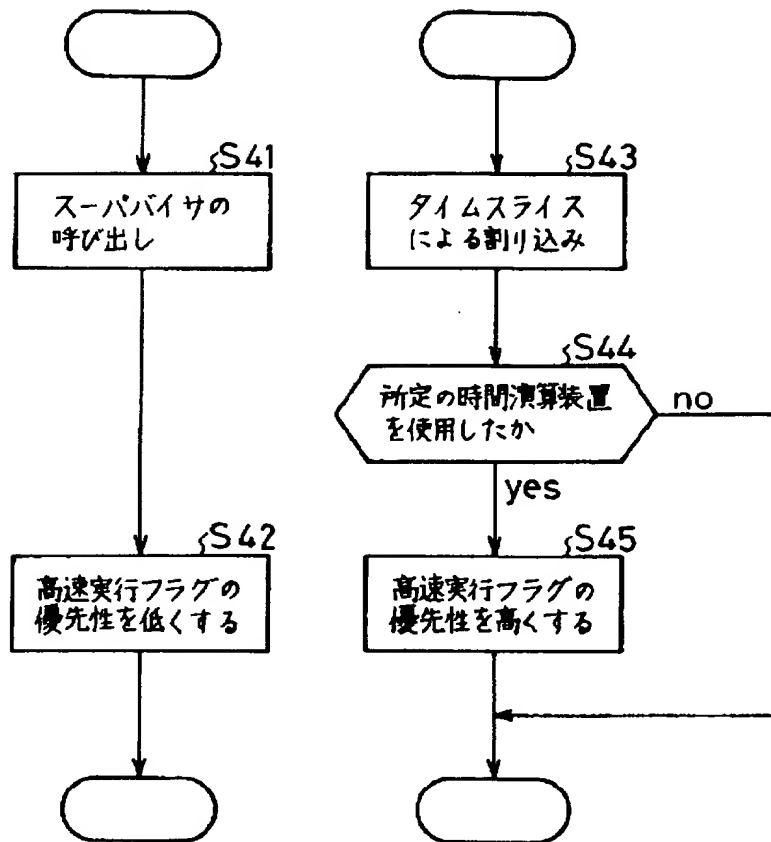 S41
スーパバイサの
呼び出し
S42
高速実行フラグの
優先性を低くする
S43
タイムスライス
による割り込み
S44
所定の時間演算装置
を使用したか
no
yes
S45
高速実行フラグの
優先性を高くする